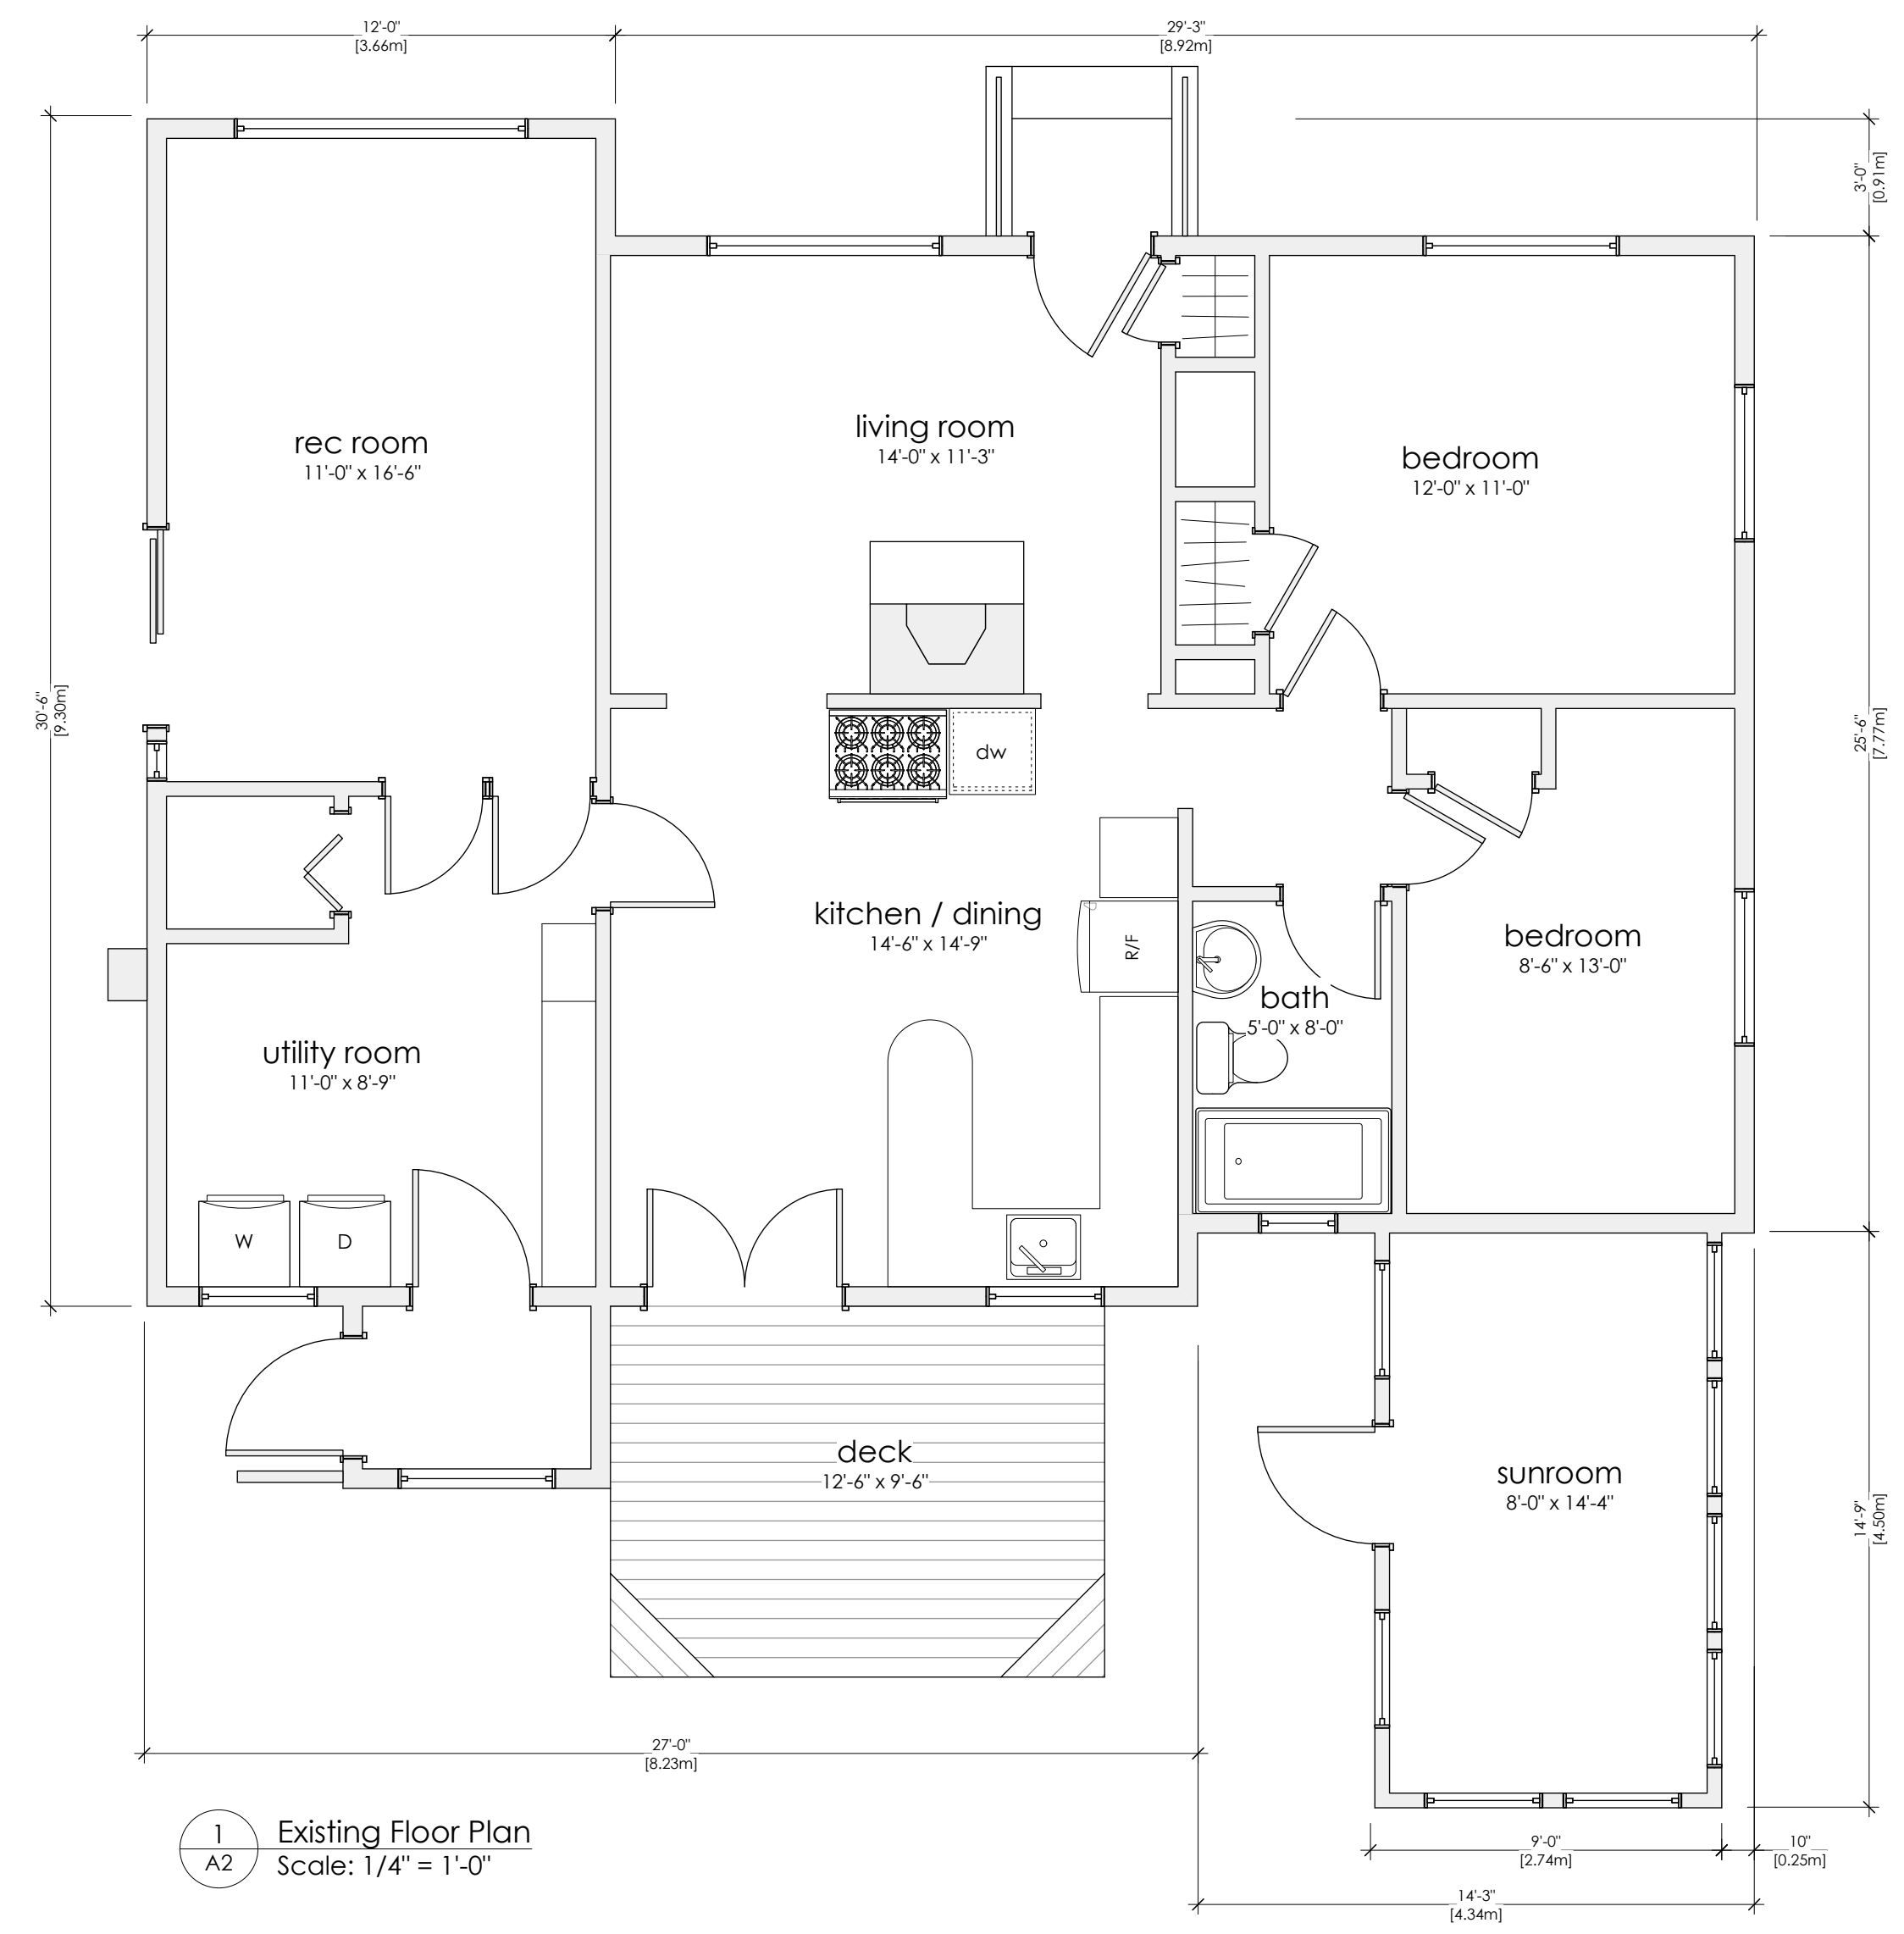 12'-0"
[3.66m]
29'-3"
[8.92m]
30'-6"
[9.30m]
3'-0"
[0.91m]
rec room
11'-0" x 16'-6"
living room
14'-0" x 11'-3"
bedroom
12'-0" x 11'-0"
25'-6"
[7.77m]
dw
kitchen / dining
14'-6" x 14'-9"
R/F
bedroom
8'-6" x 13'-0"
bath
5'-0" x 8'-0"
utility room
11'-0" x 8'-9"
W
D
deck
12'-6" x 9'-6"
sunroom
8'-0" x 14'-4"
14'-9"
[4.50m]
27'-0"
[8.23m]
1
A2
Existing Floor Plan
Scale: 1/4" = 1'-0"
9'-0"
[2.74m]
10"
[0.25m]
14'-3"
[4.34m]